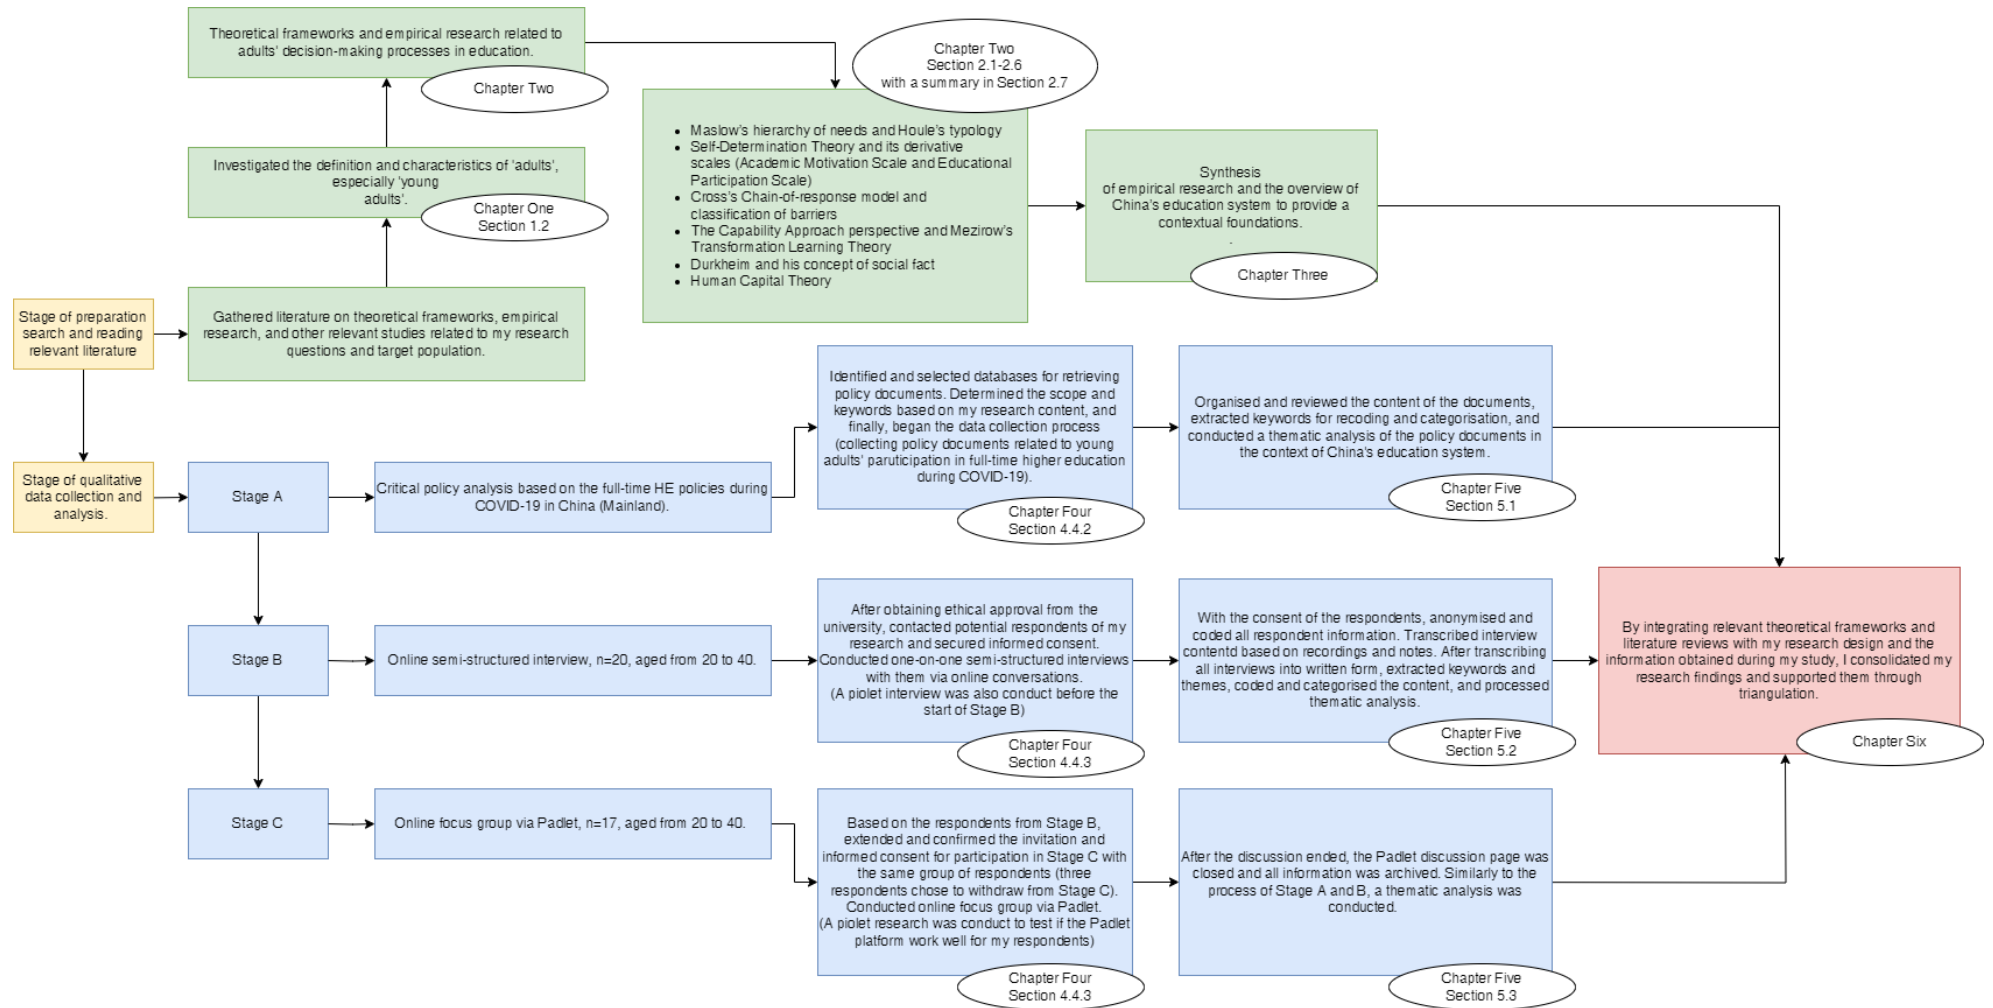 Theoretical frameworks and empirical research related to
adults' decision-making processes in education.
Chapter Two
Chapter Two
Section 2.1-2.6
with a summary in Section 2.7
Investigated the definition and characteristics of 'adults',
especially 'young
adults'.
Chapter One
Section 1.2
Maslow's hierarchy of needs and Houle's typology
Self-Determination Theory and its derivative
scales (Academic Motivation Scale and Educational
Participation Scale)
Cross's Chain-of-response model and
classification of barriers
The Capability Approach perspective and Mezirow's
Transformation Learning Theory
Durkheim and his concept of social fact
Human Capital Theory
Synthesis
of empirical research and the overview of
China's education system to provide a
contextual foundations.
.
Chapter Three
Stage of preparation
search and reading
relevant literature
Gathered literature on theoretical frameworks, empirical
research, and other relevant studies related to my research
questions and target population.
Stage of qualitative
data collection and
analysis.
Stage A
Critical policy analysis based on the full-time HE policies during
COVID-19 in China (Mainland).
Identified and selected databases for retrieving
policy documents. Determined the scope and
keywords based on my research content, and
finally, began the data collection process
(collecting policy documents related to young
adults' paruticipation in full-time higher education
during COVID-19).
Chapter Four
Section 4.4.2
Organised and reviewed the content of the documents,
extracted keywords for recoding and categorisation, and
conducted a thematic analysis of the policy documents in
the context of China's education system.
Chapter Five
Section 5.1
Stage B
Online semi-structured interview, n=20, aged from 20 to 40.
After obtaining ethical approval from the
university, contacted potential respondents of my
research and secured informed consent.
Conducted one-on-one semi-structured interviews
with them via online conversations.
(A piolet interview was also conduct before the
start of Stage B)
Chapter Four
Section 4.4.3
With the consent of the respondents, anonymised and
coded all respondent information. Transcribed interview
contentd based on recordings and notes. After transcribing
all interviews into written form, extracted keywords and
themes, coded and categorised the content, and processed
thematic analysis.
Chapter Five
Section 5.2
By integrating relevant theoretical frameworks and
literature reviews with my research design and the
information obtained during my study, I consolidated my
research findings and supported them through
triangulation.
Chapter Six
Stage C
Online focus group via Padlet, n=17, aged from 20 to 40.
Based on the respondents from Stage B,
extended and confirmed the invitation and
informed consent for participation in Stage C with
the same group of respondents (three
respondents chose to withdraw from Stage C).
Conducted online focus group via Padlet.
(A piolet research was conduct to test if the Padlet
platform work well for my respondents)
Chapter Four
Section 4.4.3
After the discussion ended, the Padlet discussion page was
closed and all information was archived. Similarly to the
process of Stage A and B, a thematic analysis was
conducted.
Chapter Five
Section 5.3